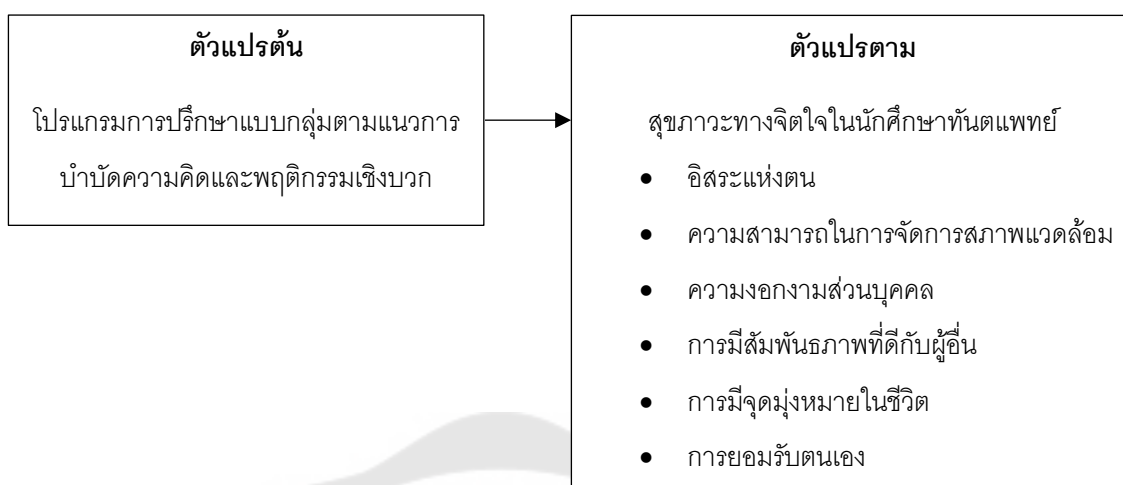 ตัวแปรต้น
โปรแกรมการปรึกษาแบบกลุ่มตามแนวการ
บำบัดความคิดและพฤติกรรมเชิงบวก
ตัวแปรตาม
สุขภาวะทางจิตใจในนักศึกษาทันตแพทย์
• อิสระแห่งตน
• ความสามารถในการจัดการสภาพแวดล้อม
• ความงอกงามส่วนบุคคล
• การมีสัมพันธภาพที่ดีกับผู้อื่น
• การมีจุดมุ่งหมายในชีวิต
• การยอมรับตนเอง